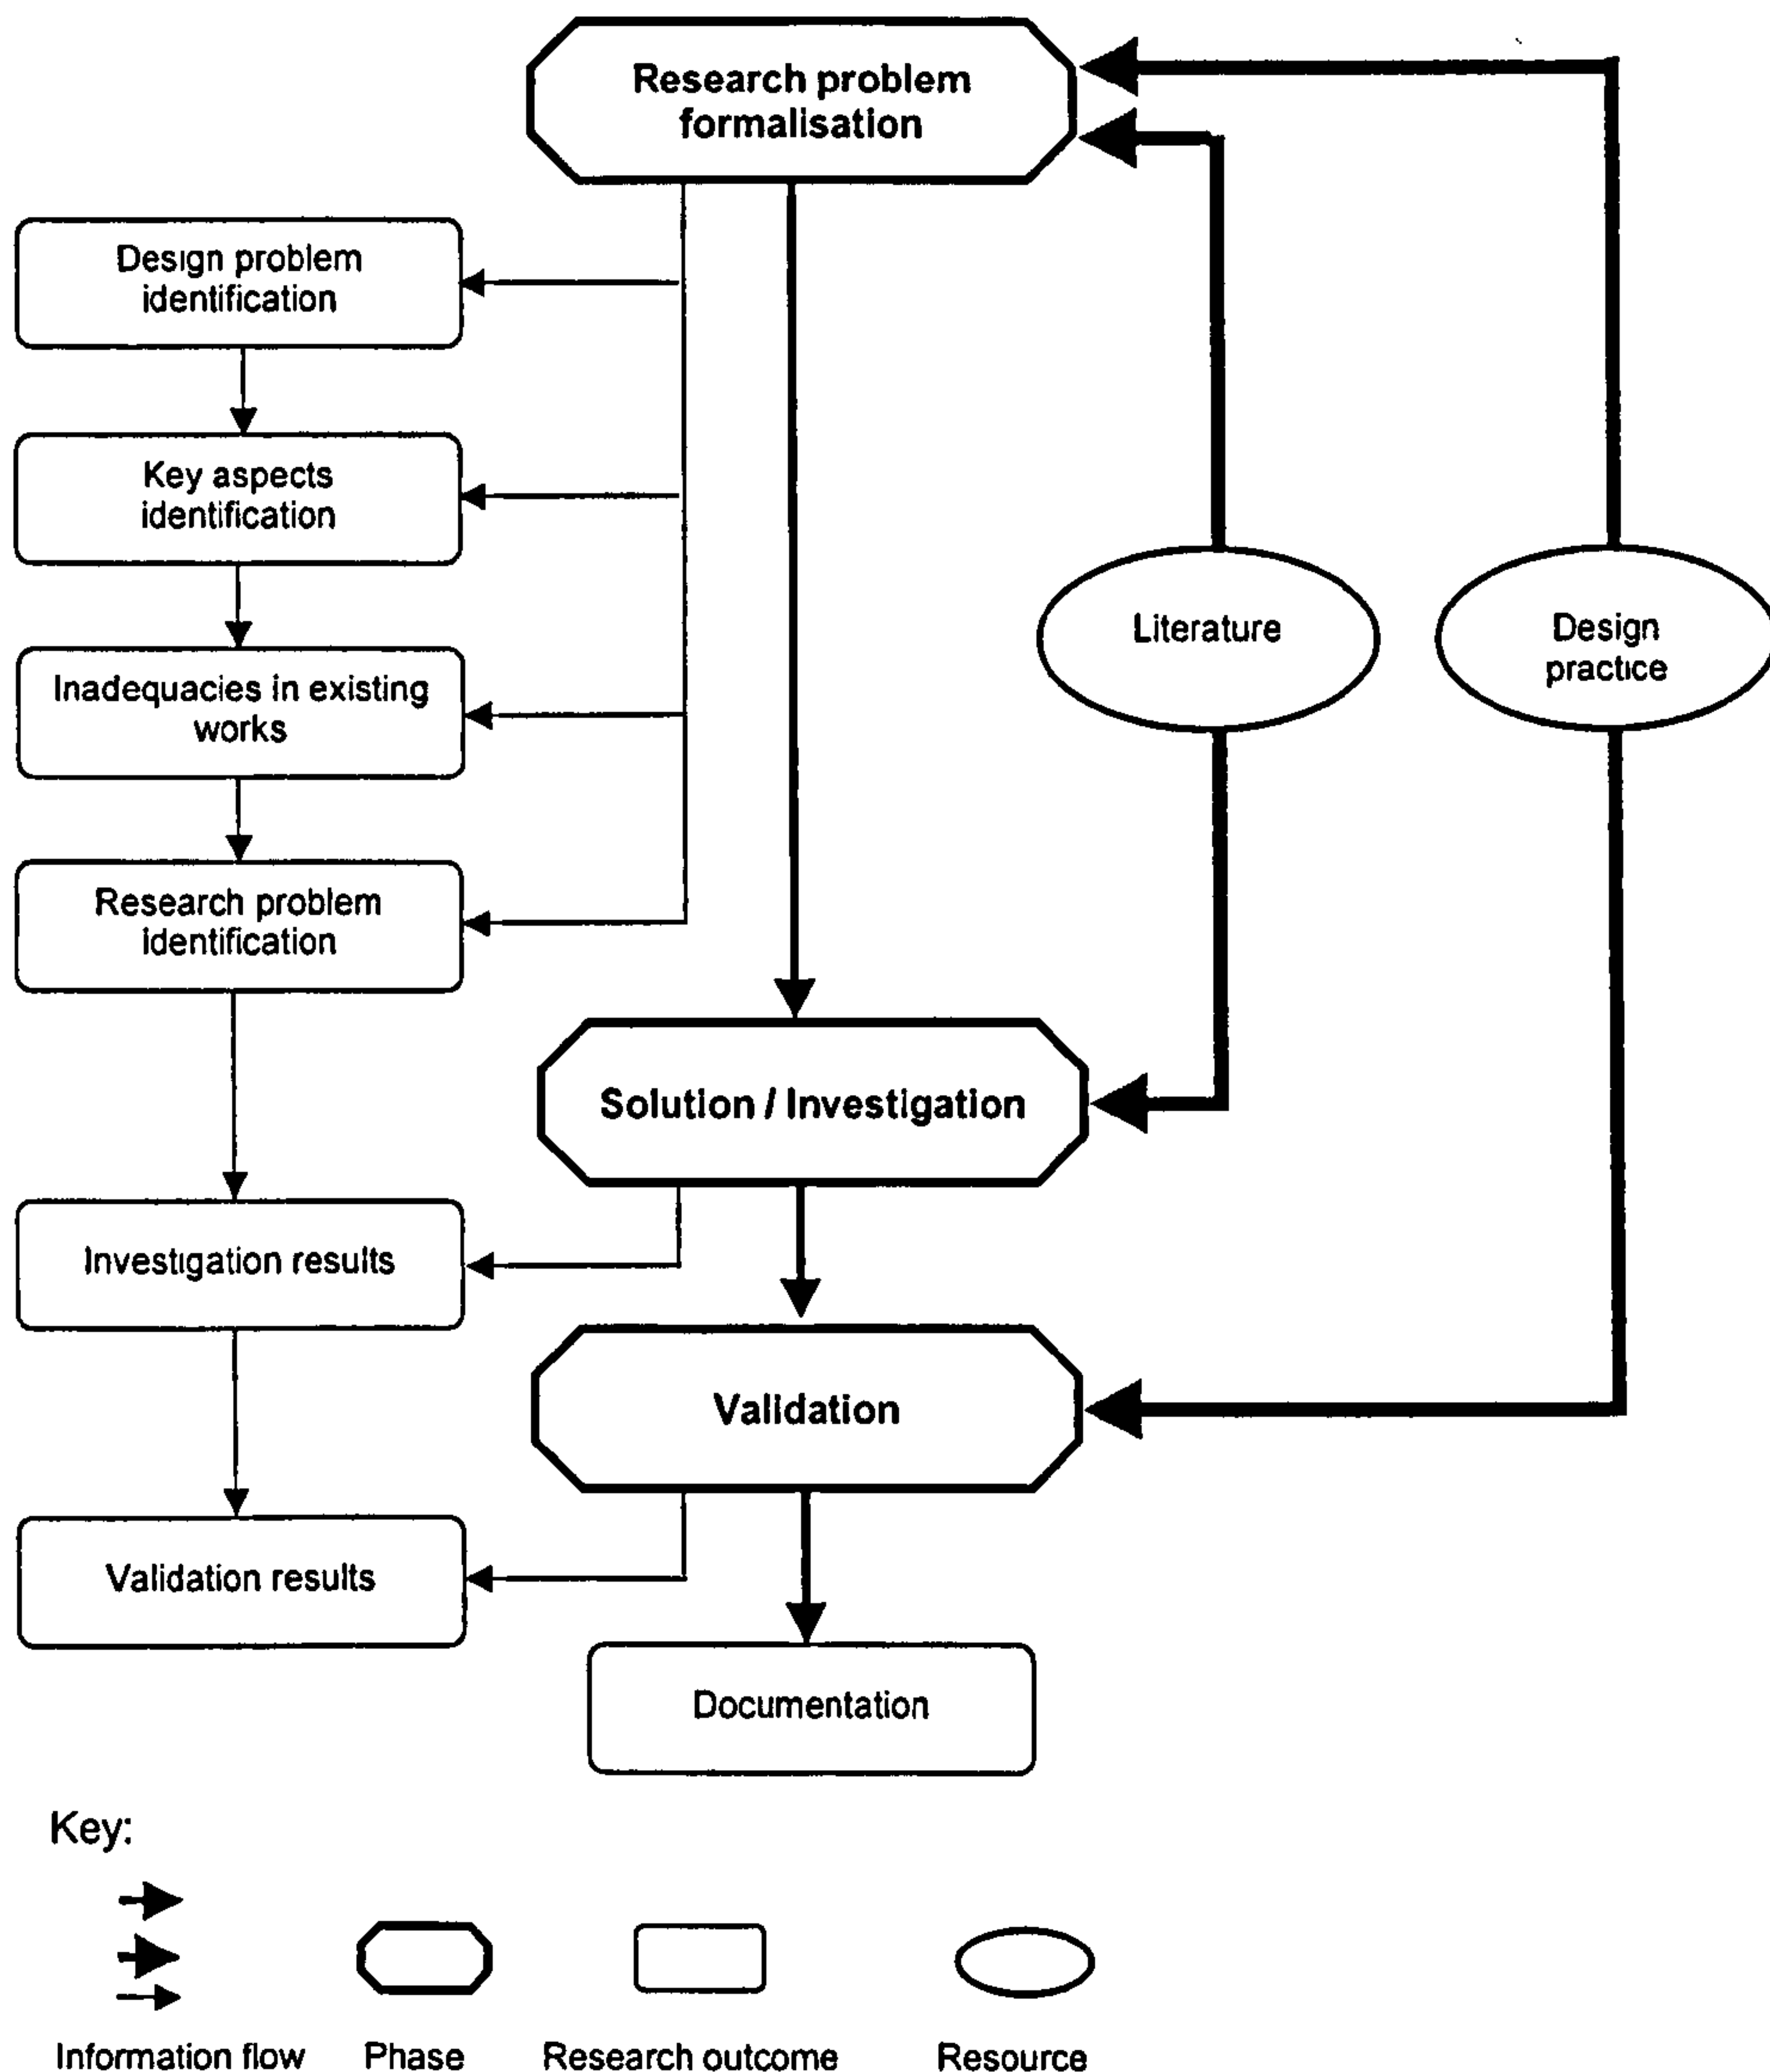 Research problem
formalisation
Design problem
identification
Key aspects
identification
Literature
Design
practice
Inadequacies in existing
works
Research problem
identification
Solution / Investigation
Investigation results
Validation
Validation results
Documentation
Key:
Information flow
Phase
Research outcome
Resource